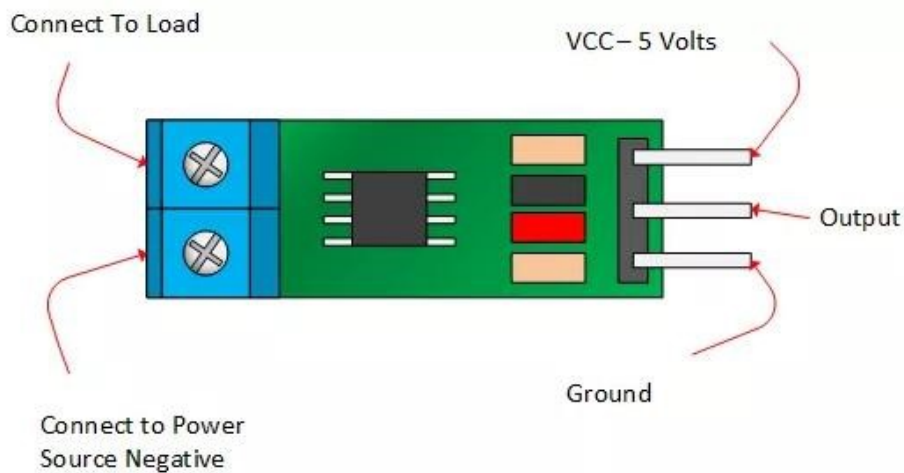 Connect To Load
VCC – 5 Volts
Output
Ground
Connect to Power
Source Negative